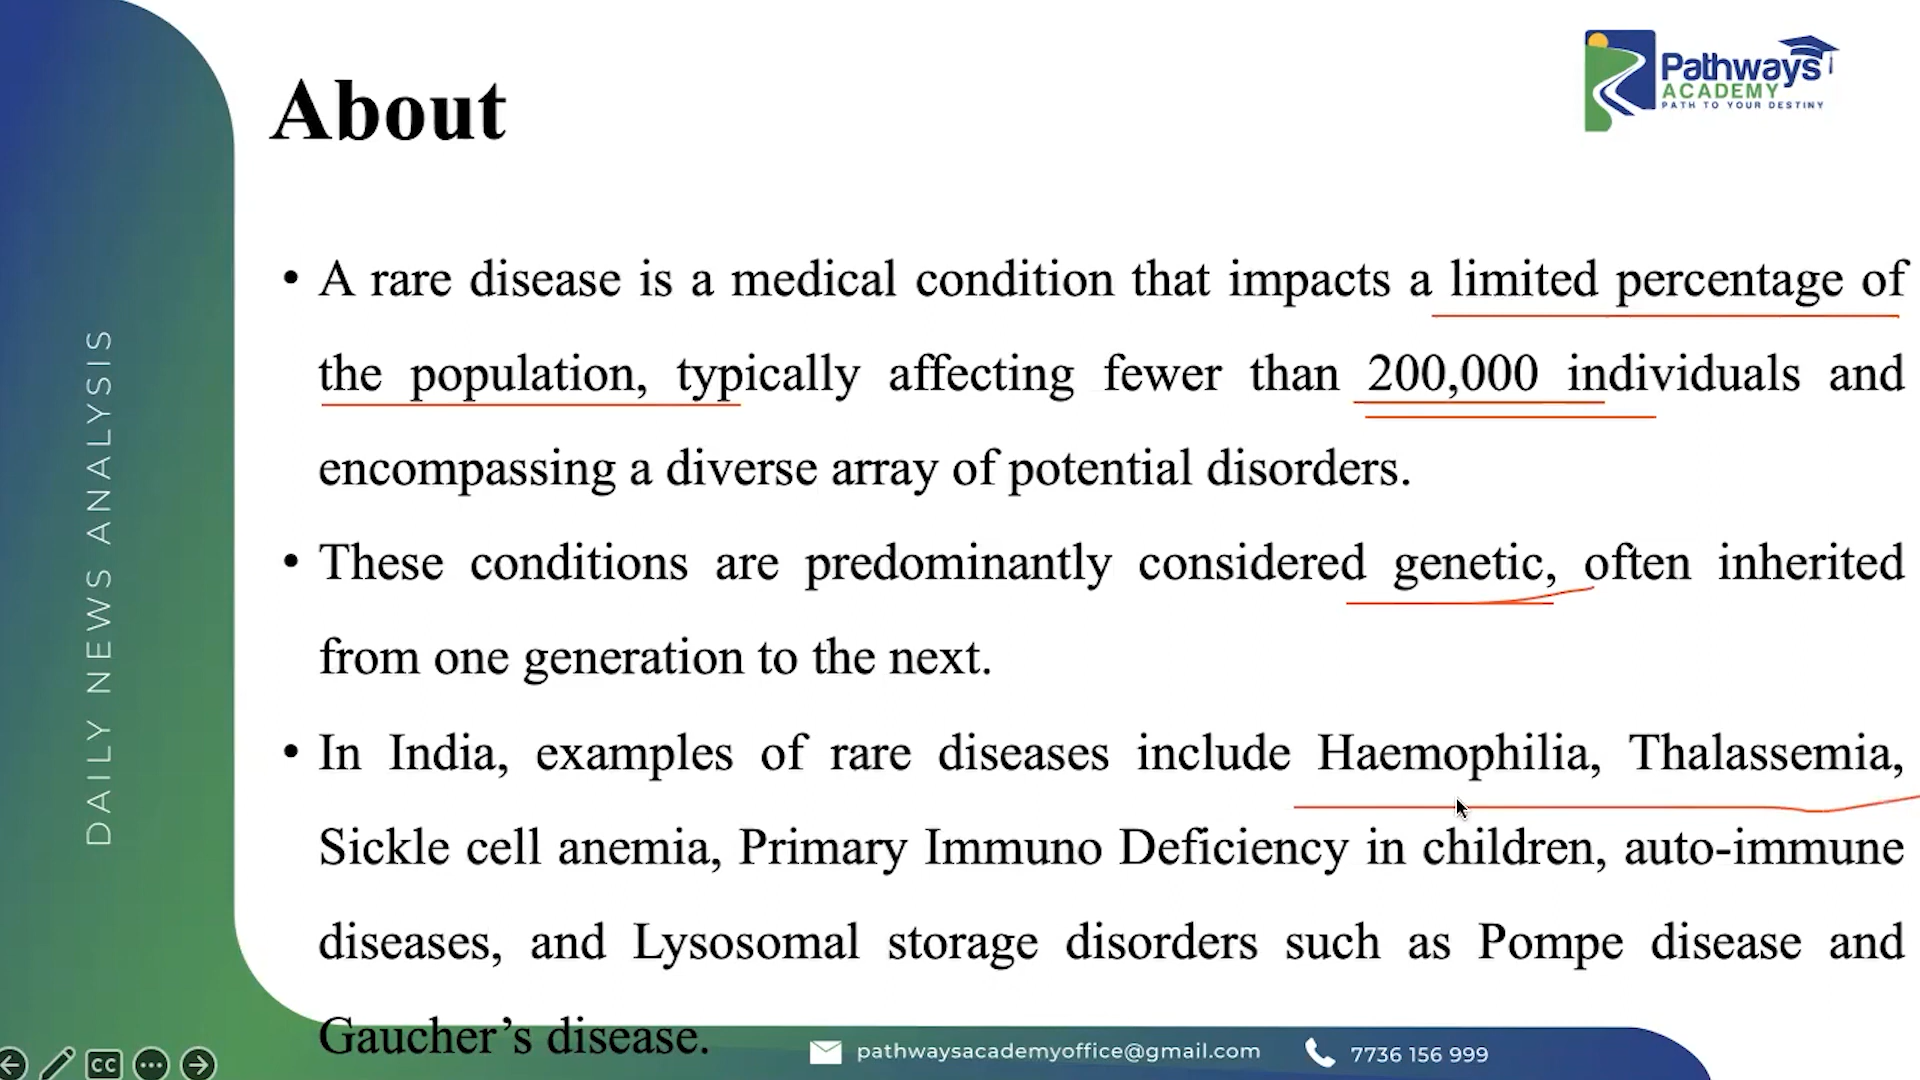 About
Pathways
ACADEMY
PATH TO YOUR DESTINY
DAILY NEWS ANALYSIS
• A rare disease is a medical condition that impacts a limited percentage of
the population, typically affecting fewer than 200,000 individuals and
encompassing a diverse array of potential disorders.
• These conditions are predominantly considered genetic, often inherited
from one generation to the next.
• In India, examples of rare diseases include Haemophilia, Thalassemia,
Sickle cell anemia, Primary Immuno Deficiency in children, auto-immune
diseases, and Lysosomal storage disorders such as Pompe disease and
Gaucher’s disease.
CC
pathwaysacademyoffice@gmail.com
7736 156 999